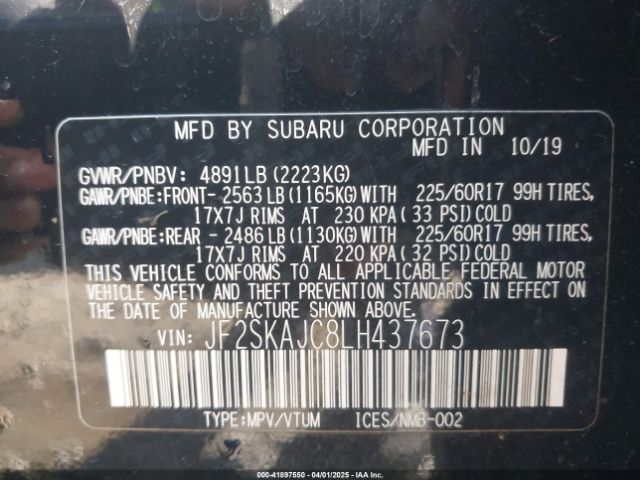 MFD BY SUBARU CORPORATION
MFD IN 10/19
GVWR/PNBV: 4891LB (2223KG)
GAWR/PNBE:FRONT- 2563 LB (1165KG) WITH 225/60R17 99H TIRES,
17X7J RIMS AT 230 KPA ( 33 PSI) COLD
GAWR/PNBE:REAR - 2486 LB (1130KG) WITH 225/60R17 99H TIRES,
17X7J RIMS AT 220 KPA ( 32 PSI) COLD
THIS VEHICLE CONFORMS TO ALL APPLICABLE FEDERAL MOTOR
VEHICLE SAFETY AND THEFT PREVENTION STANDARDS IN EFFECT ON
THE DATE OF MANUFACTURE SHOWN ABOVE.
VIN: JF2SKAJC8LH437673
TYPE:MPV/VTUM ICES/NMB-002
000-41897550 - 04/01/2025 - IAA Inc.